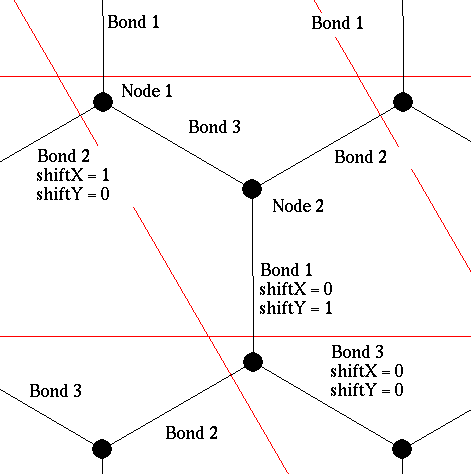 Bond 1
Bond 1
Node 1
Bond 3
Bond 2
shiftX = 1
shiftY = 0
Bond 2
Node 2
Bond 1
shiftX = 0
shiftY = 1
Bond 3
shiftX = 0
shiftY = 0
Bond 3
Bond 2